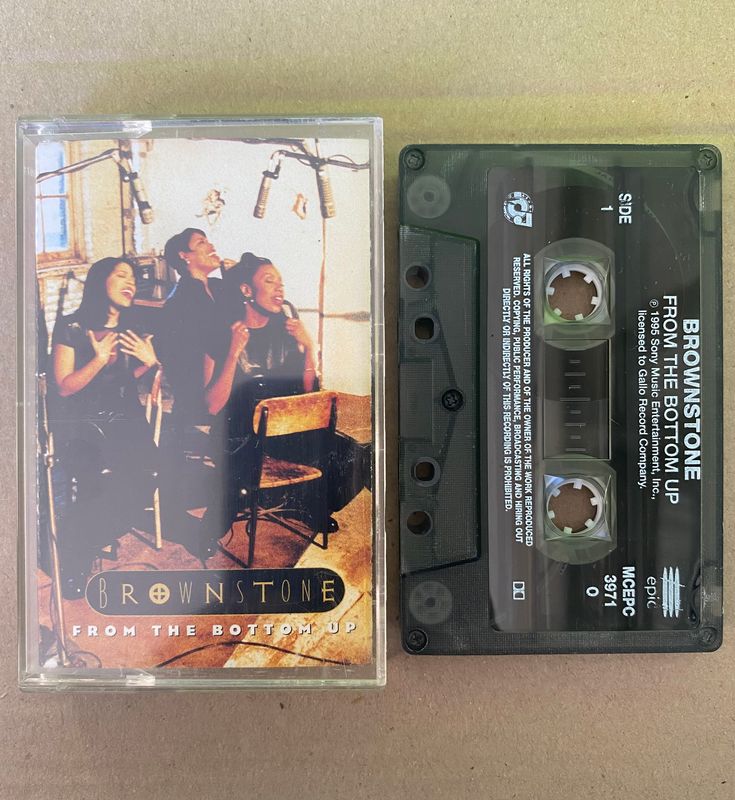 BROWNSTONE
FROM THE BOTTOM UP
BROWNSTONE
FROM THE BOTTOM UP
℗ 1995 Sony Music Entertainment, Inc.,
licensed to Gallo Record Company.
SIDE
1
epic
MCEPC
3971
0
ALL RIGHTS OF THE PRODUCER AND OF THE OWNER OF THE WORK REPRODUCED
RESERVED. COPYING, PUBLIC PERFORMANCE, BROADCASTING AND HIRING OUT
DIRECTLY OR INDIRECTLY OF THIS RECORDING IS PROHIBITED.